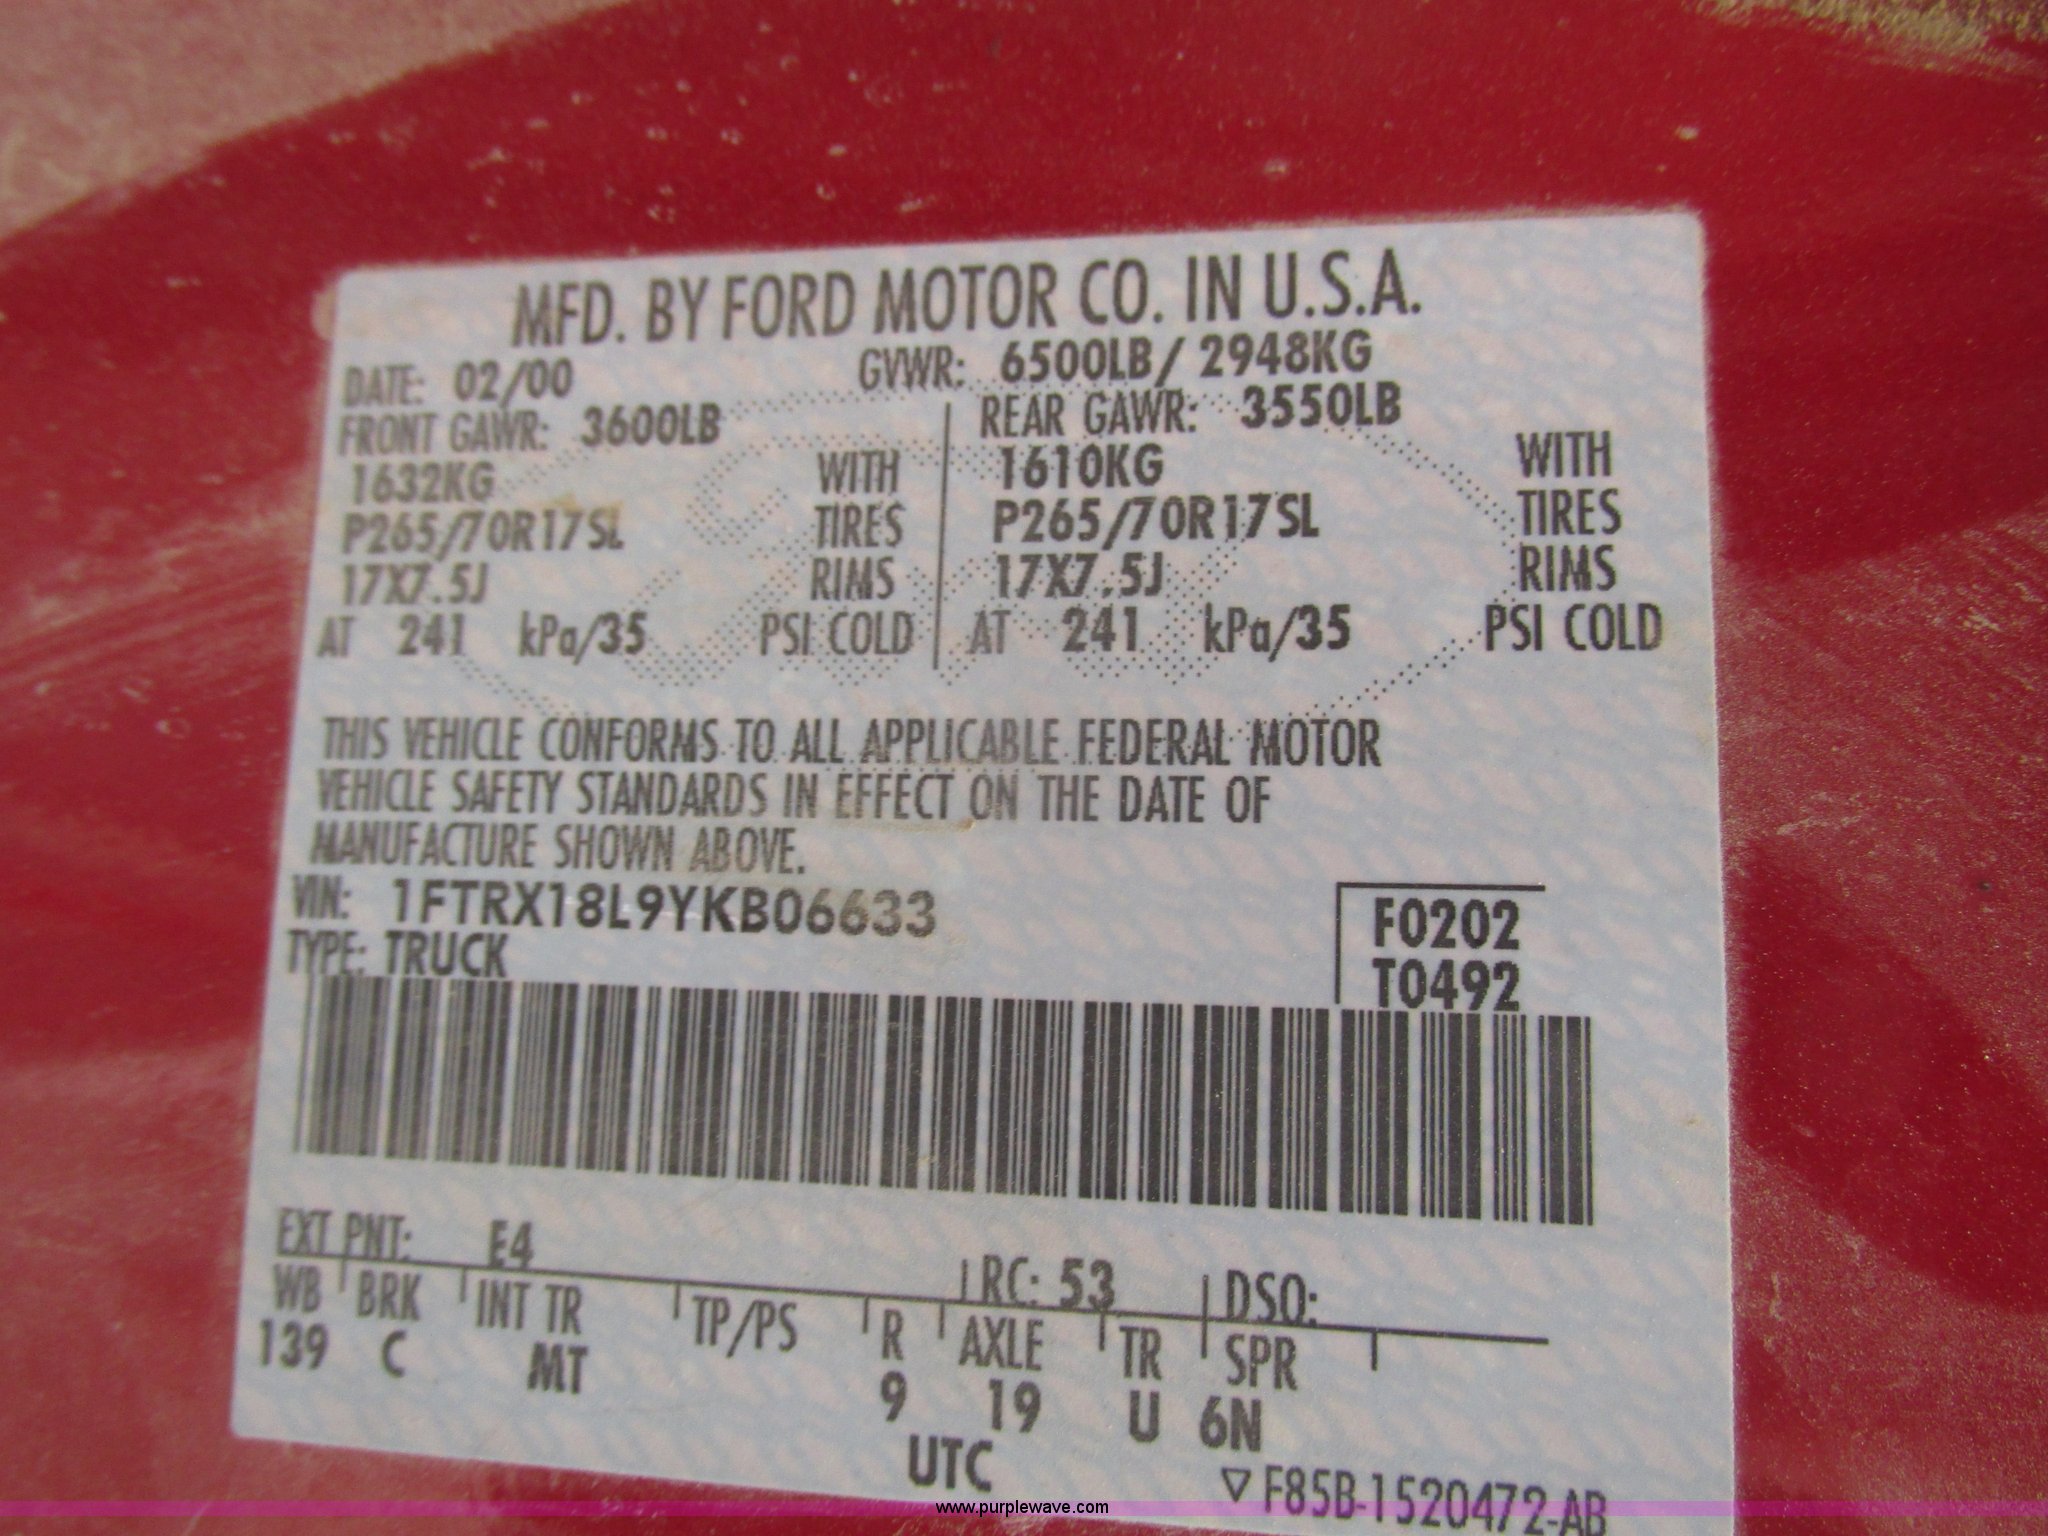 MFD. BY FORD MOTOR CO. IN U.S.A.
DATE: 02/00 GVWR: 6500LB/ 2948KG
FRONT GAWR: 3600LB REAR GAWR: 3550LB
1632KG WITH 1610KG WITH
P265/70R17SL TIRES P265/70R17SL TIRES
17X7.5J RIMS 17X7.5J RIMS
AT 241 kPa/35 PSI COLD AT 241 kPa/35 PSI COLD
THIS VEHICLE CONFORMS TO ALL APPLICABLE FEDERAL MOTOR
VEHICLE SAFETY STANDARDS IN EFFECT ON THE DATE OF
MANUFACTURE SHOWN ABOVE.
VIN: 1FTRX18L9YKB06633 F0202
TYPE: TRUCK T0492
EXT PNT: E4 RC: 53 DSO:
WB BRK INT TR TP/PS R AXLE TR SPR
139 C MT 9 19 U 6N
UTC
▽ F85B-1520472-AB
www.purplewave.com